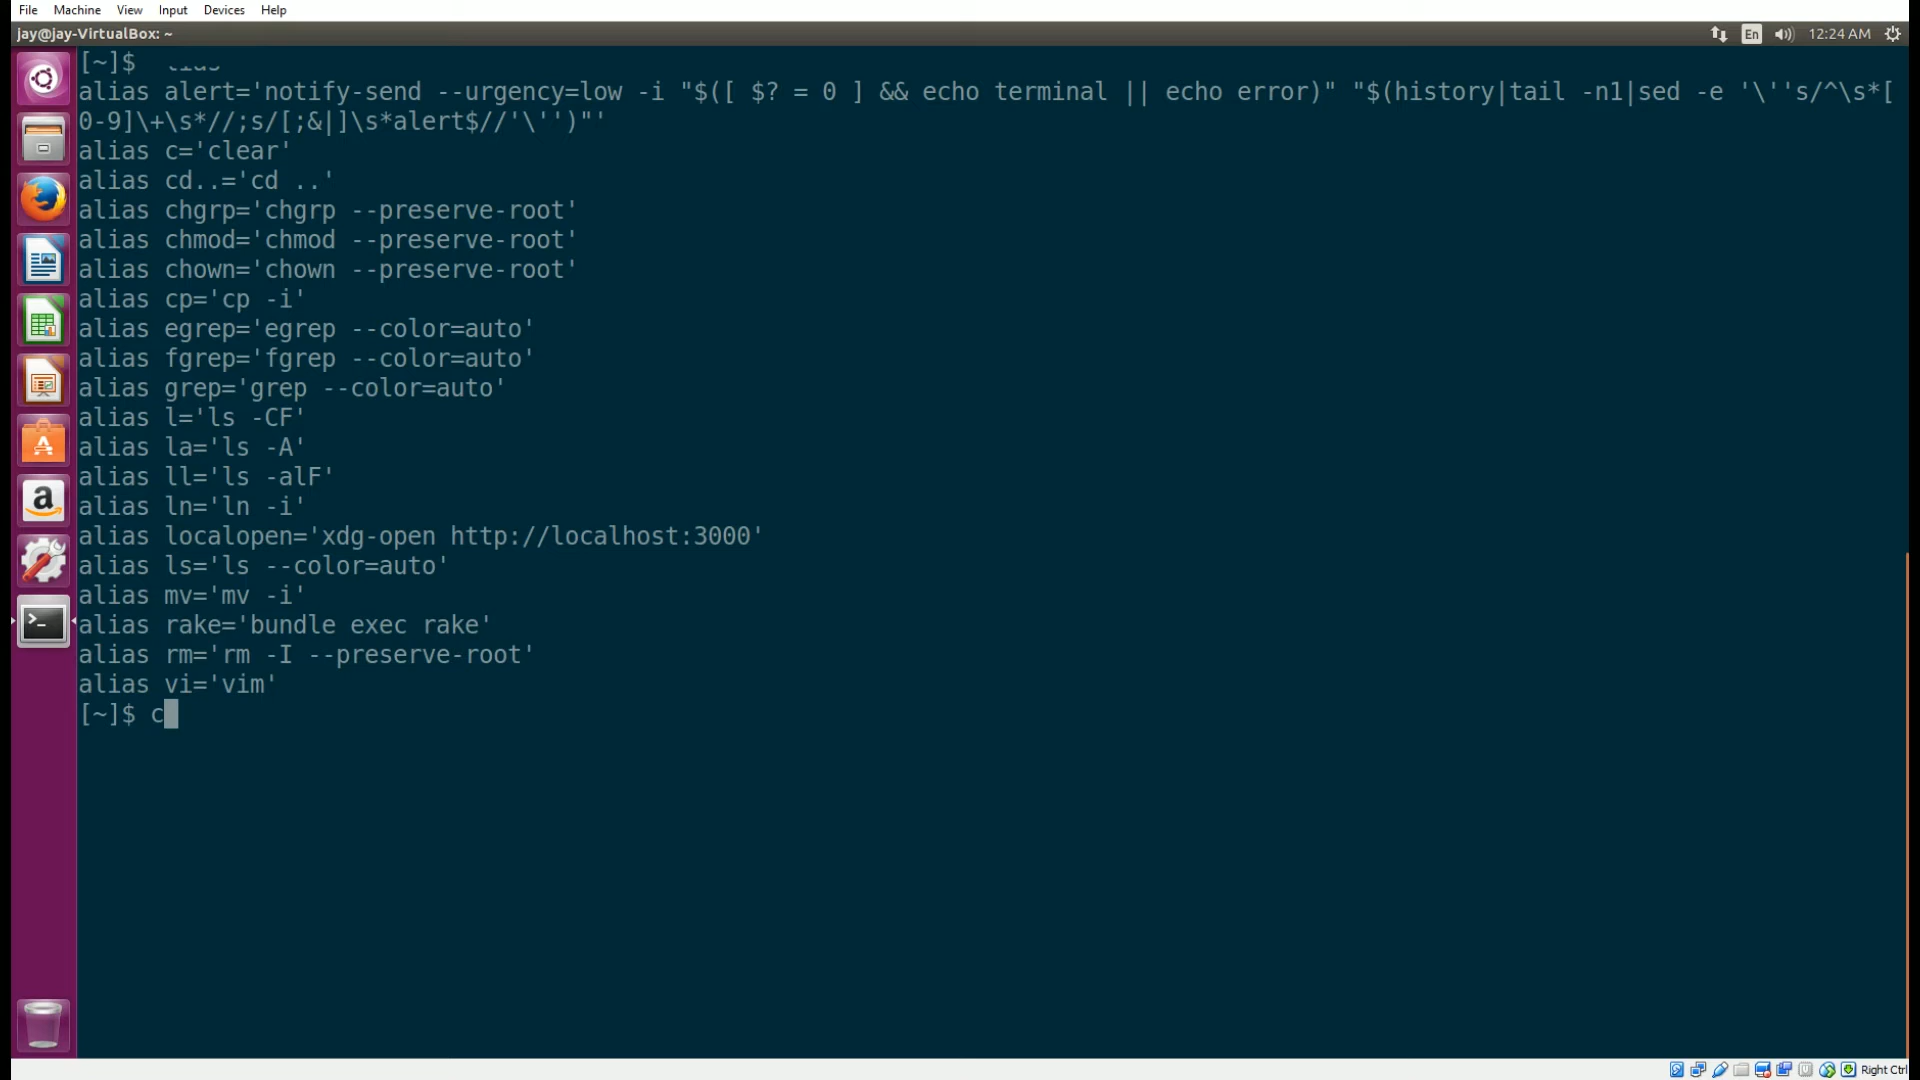 File Machine View Input Devices Help
jay@jay-VirtualBox: ~
En
12:24 AM
[~]$
alias alert='notify-send --urgency=low -i "$([ $? = 0 ] && echo terminal || echo error)" "$(history|tail -n1|sed -e '\''s/^\s*[
0-9]\+\s*//;s/[;&|]\s*alert$//'\'')"'
alias c='clear'
alias cd..='cd ..'
alias chgrp='chgrp --preserve-root'
alias chmod='chmod --preserve-root'
alias chown='chown --preserve-root'
alias cp='cp -i'
alias egrep='egrep --color=auto'
alias fgrep='fgrep --color=auto'
alias grep='grep --color=auto'
alias l='ls -CF'
alias la='ls -A'
alias ll='ls -alF'
alias ln='ln -i'
alias localopen='xdg-open http://localhost:3000'
alias ls='ls --color=auto'
alias mv='mv -i'
alias rake='bundle exec rake'
alias rm='rm -I --preserve-root'
alias vi='vim'
[~]$ c
Right Ctrl